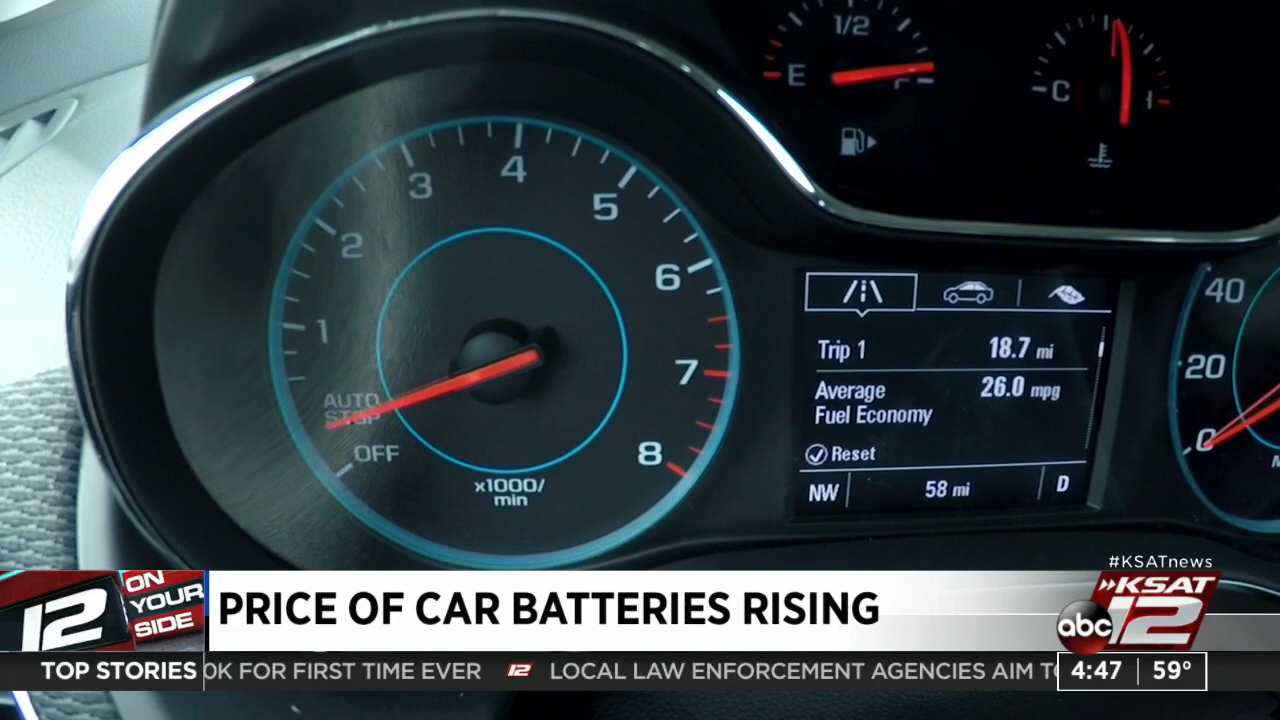 1/2
E
F
C
H
4
3
5
2
6
1
7
AUTO
STOP
OFF
8
x1000/
min
Trip 1 18.7 mi
Average 26.0 mpg
Fuel Economy
Reset
NW 58 mi D
40
20
0
#KSATnews
12 ON
YOUR
SIDE
PRICE OF CAR BATTERIES RISING
KSAT
abc 12
TOP STORIES OK FOR FIRST TIME EVER 12 LOCAL LAW ENFORCEMENT AGENCIES AIM
4:47 59°